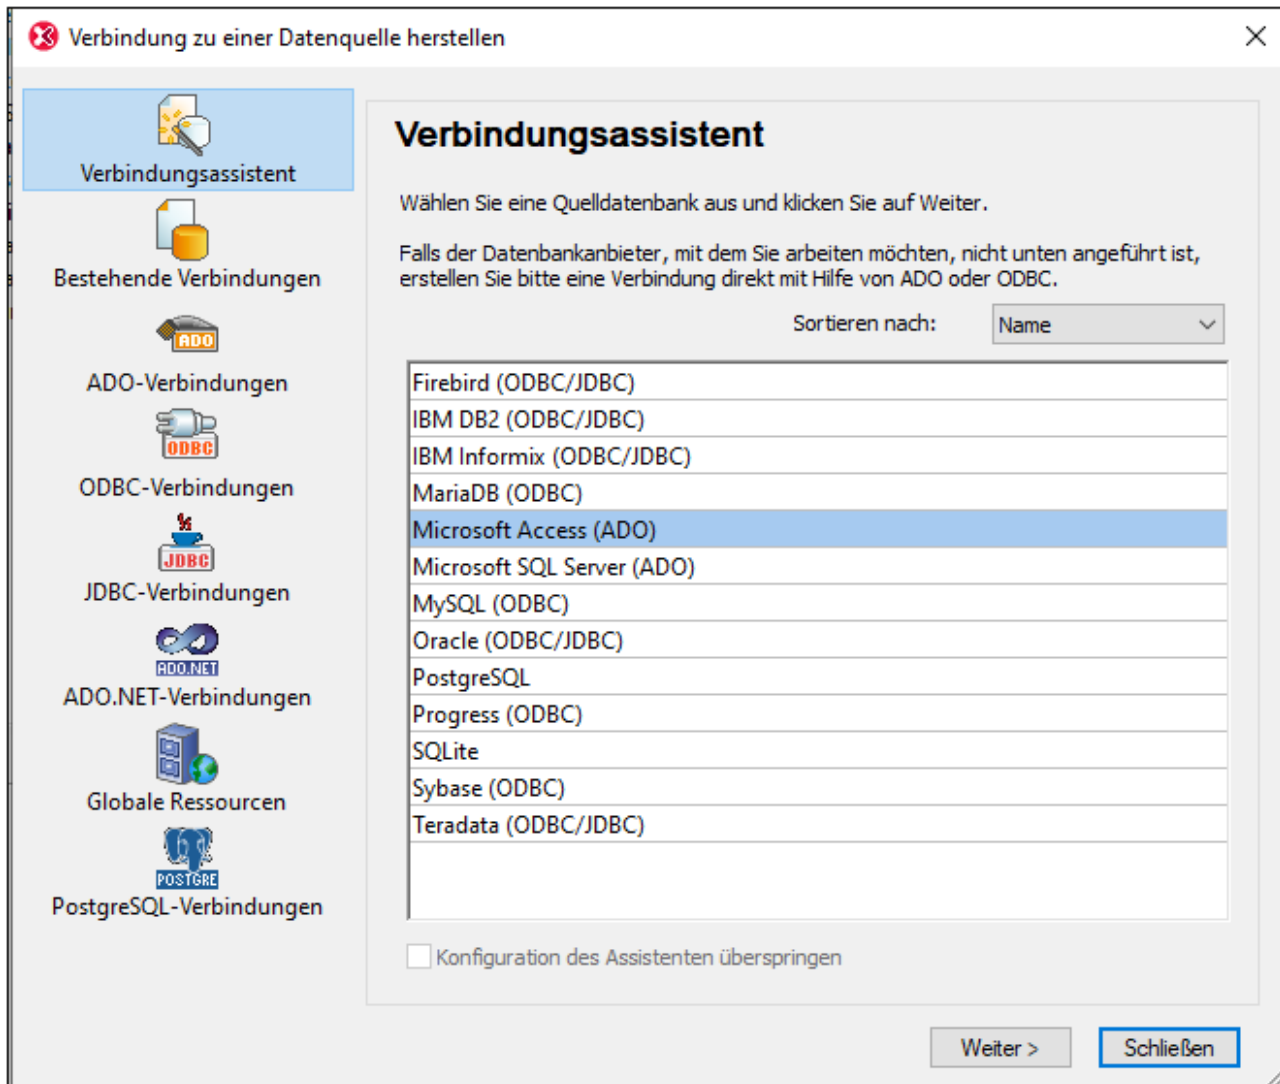 Verbindung zu einer Datenquelle herstellen
Verbindungsassistent
Bestehende Verbindungen
ADO
ADO-Verbindungen
ODBC
ODBC-Verbindungen
JDBC
JDBC-Verbindungen
ADO.NET
ADO.NET-Verbindungen
Globale Ressourcen
POSTGRE
PostgreSQL-Verbindungen
Verbindungsassistent
Wählen Sie eine Quelldatenbank aus und klicken Sie auf Weiter.
Falls der Datenbankanbieter, mit dem Sie arbeiten möchten, nicht unten angeführt ist,
erstellen Sie bitte eine Verbindung direkt mit Hilfe von ADO oder ODBC.
Sortieren nach: Name
Firebird (ODBC/JDBC)
IBM DB2 (ODBC/JDBC)
IBM Informix (ODBC/JDBC)
MariaDB (ODBC)
Microsoft Access (ADO)
Microsoft SQL Server (ADO)
MySQL (ODBC)
Oracle (ODBC/JDBC)
PostgreSQL
Progress (ODBC)
SQLite
Sybase (ODBC)
Teradata (ODBC/JDBC)
Konfiguration des Assistenten überspringen
Weiter > Schließen